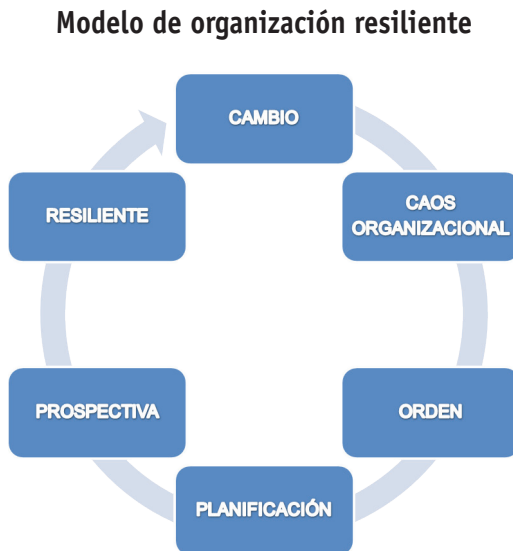 Modelo de organización resiliente
CAMBIO
CAOS
ORGANIZACIONAL
ORDEN
PLANIFICACIÓN
PROSPECTIVA
RESILIENTE